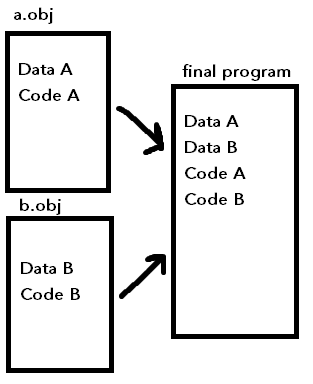 a.obj
Data A
Code A
b.obj
Data B
Code B
final program
Data A
Data B
Code A
Code B